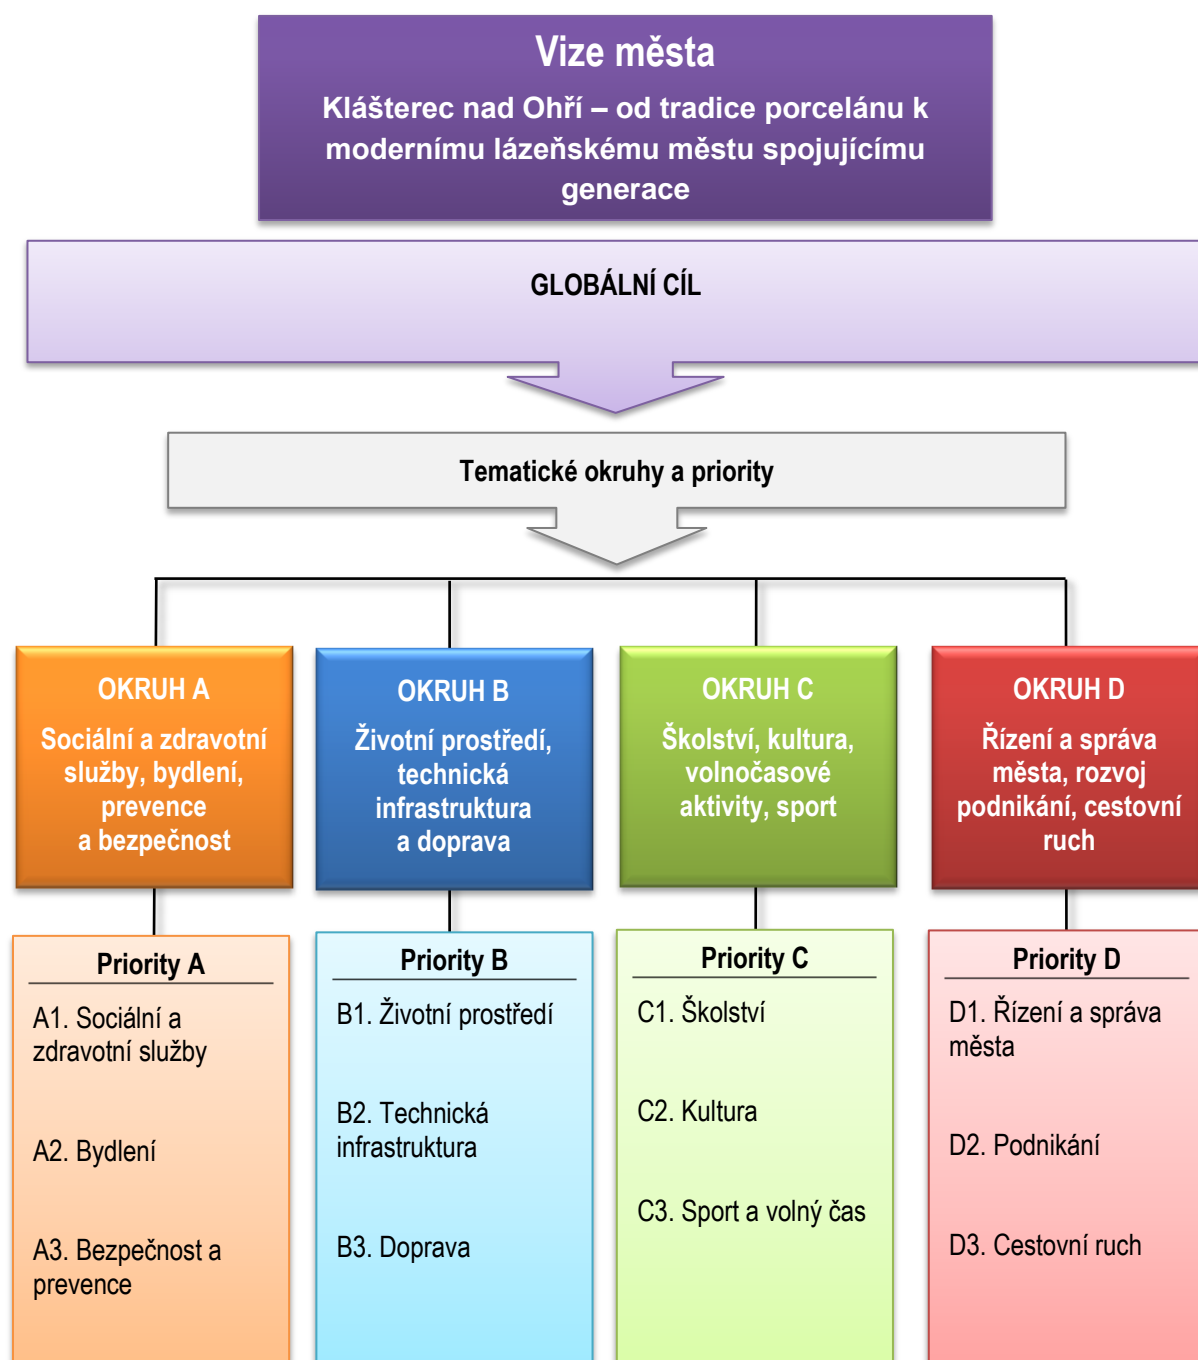 Vize města
Klášterec nad Ohří – od tradice porcelánu k
modernímu lázeňskému městu spojujícímu
generace
GLOBÁLNÍ CÍL
Tematické okruhy a priority
OKRUH A
Sociální a zdravotní
služby, bydlení,
prevence
a bezpečnost
OKRUH B
Životní prostředí,
technická
infrastruktura
a doprava
OKRUH C
Školství, kultura,
volnočasové
aktivity, sport
OKRUH D
Řízení a správa
města, rozvoj
podnikání, cestovní
ruch
Priority A
A1. Sociální a
zdravotní služby
A2. Bydlení
A3. Bezpečnost a
prevence
Priority B
B1. Životní prostředí
B2. Technická
infrastruktura
B3. Doprava
Priority C
C1. Školství
C2. Kultura
C3. Sport a volný čas
Priority D
D1. Řízení a správa
města
D2. Podnikání
D3. Cestovní ruch